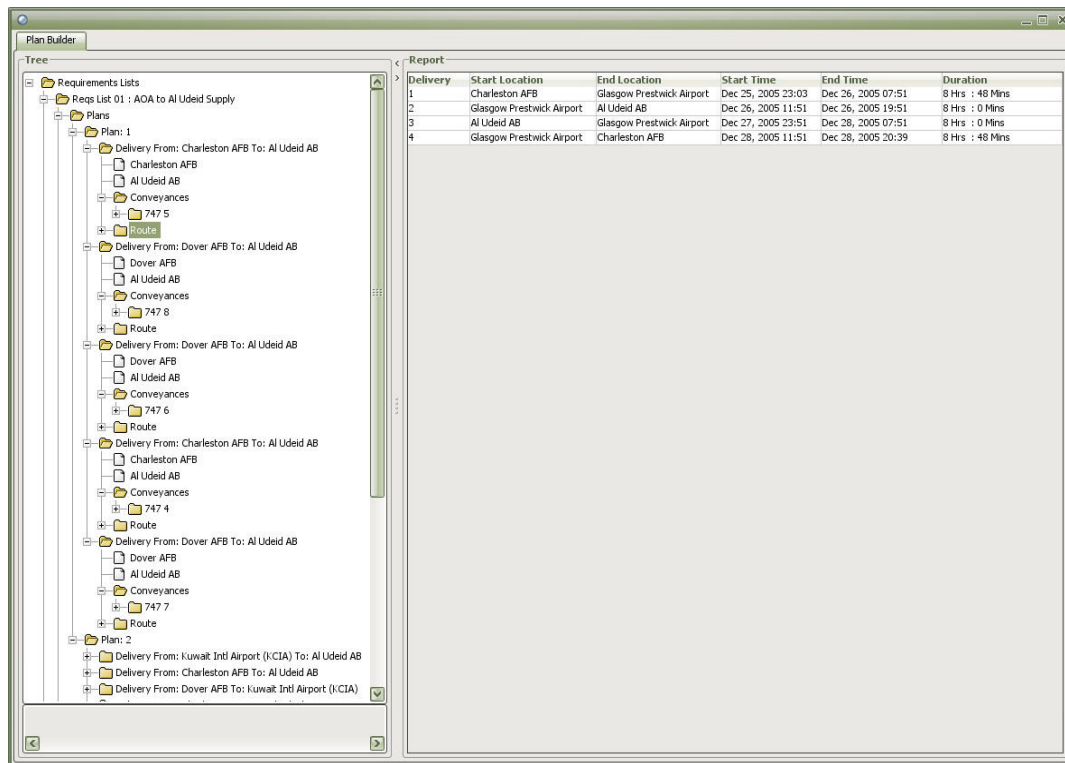 Plan Builder
Tree
Requirements Lists
Reqs List 01 : AOA to Al Udeid Supply
Plans
Plan: 1
Delivery From: Charleston AFB To: Al Udeid AB
Charleston AFB
Al Udeid AB
Conveyances
747 5
Route
Delivery From: Dover AFB To: Al Udeid AB
Dover AFB
Al Udeid AB
Conveyances
747 8
Route
Delivery From: Dover AFB To: Al Udeid AB
Dover AFB
Al Udeid AB
Conveyances
747 6
Route
Delivery From: Charleston AFB To: Al Udeid AB
Charleston AFB
Al Udeid AB
Conveyances
747 4
Route
Delivery From: Dover AFB To: Al Udeid AB
Dover AFB
Al Udeid AB
Conveyances
747 7
Route
Plan: 2
Delivery From: Kuwait Intl Airport (KCIA) To: Al Udeid AB
Delivery From: Charleston AFB To: Al Udeid AB
Delivery From: Dover AFB To: Kuwait Intl Airport (KCIA)
Report
Delivery Start Location End Location Start Time End Time Duration
1 Charleston AFB Glasgow Prestwick Airport Dec 25, 2005 23:03 Dec 26, 2005 07:51 8 Hrs : 48 Mins
2 Glasgow Prestwick Airport Al Udeid AB Dec 26, 2005 11:51 Dec 26, 2005 19:51 8 Hrs : 0 Mins
3 Al Udeid AB Glasgow Prestwick Airport Dec 27, 2005 23:51 Dec 28, 2005 07:51 8 Hrs : 0 Mins
4 Glasgow Prestwick Airport Charleston AFB Dec 28, 2005 11:51 Dec 28, 2005 20:39 8 Hrs : 48 Mins